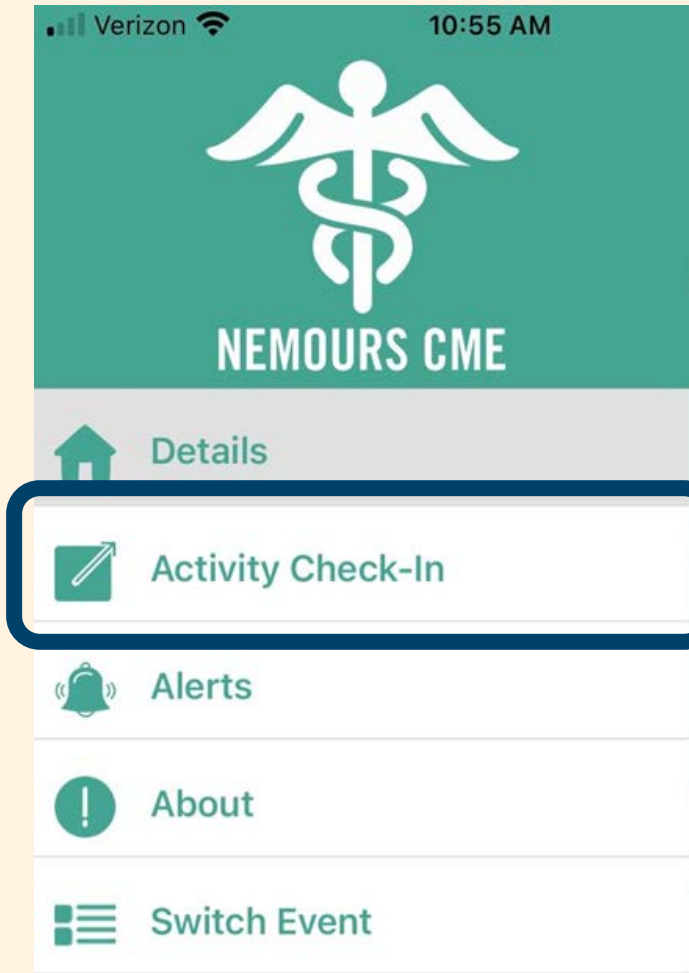 Verizon 10:55 AM
NEMOURS CME
Details
Activity Check-In
Alerts
About
Switch Event